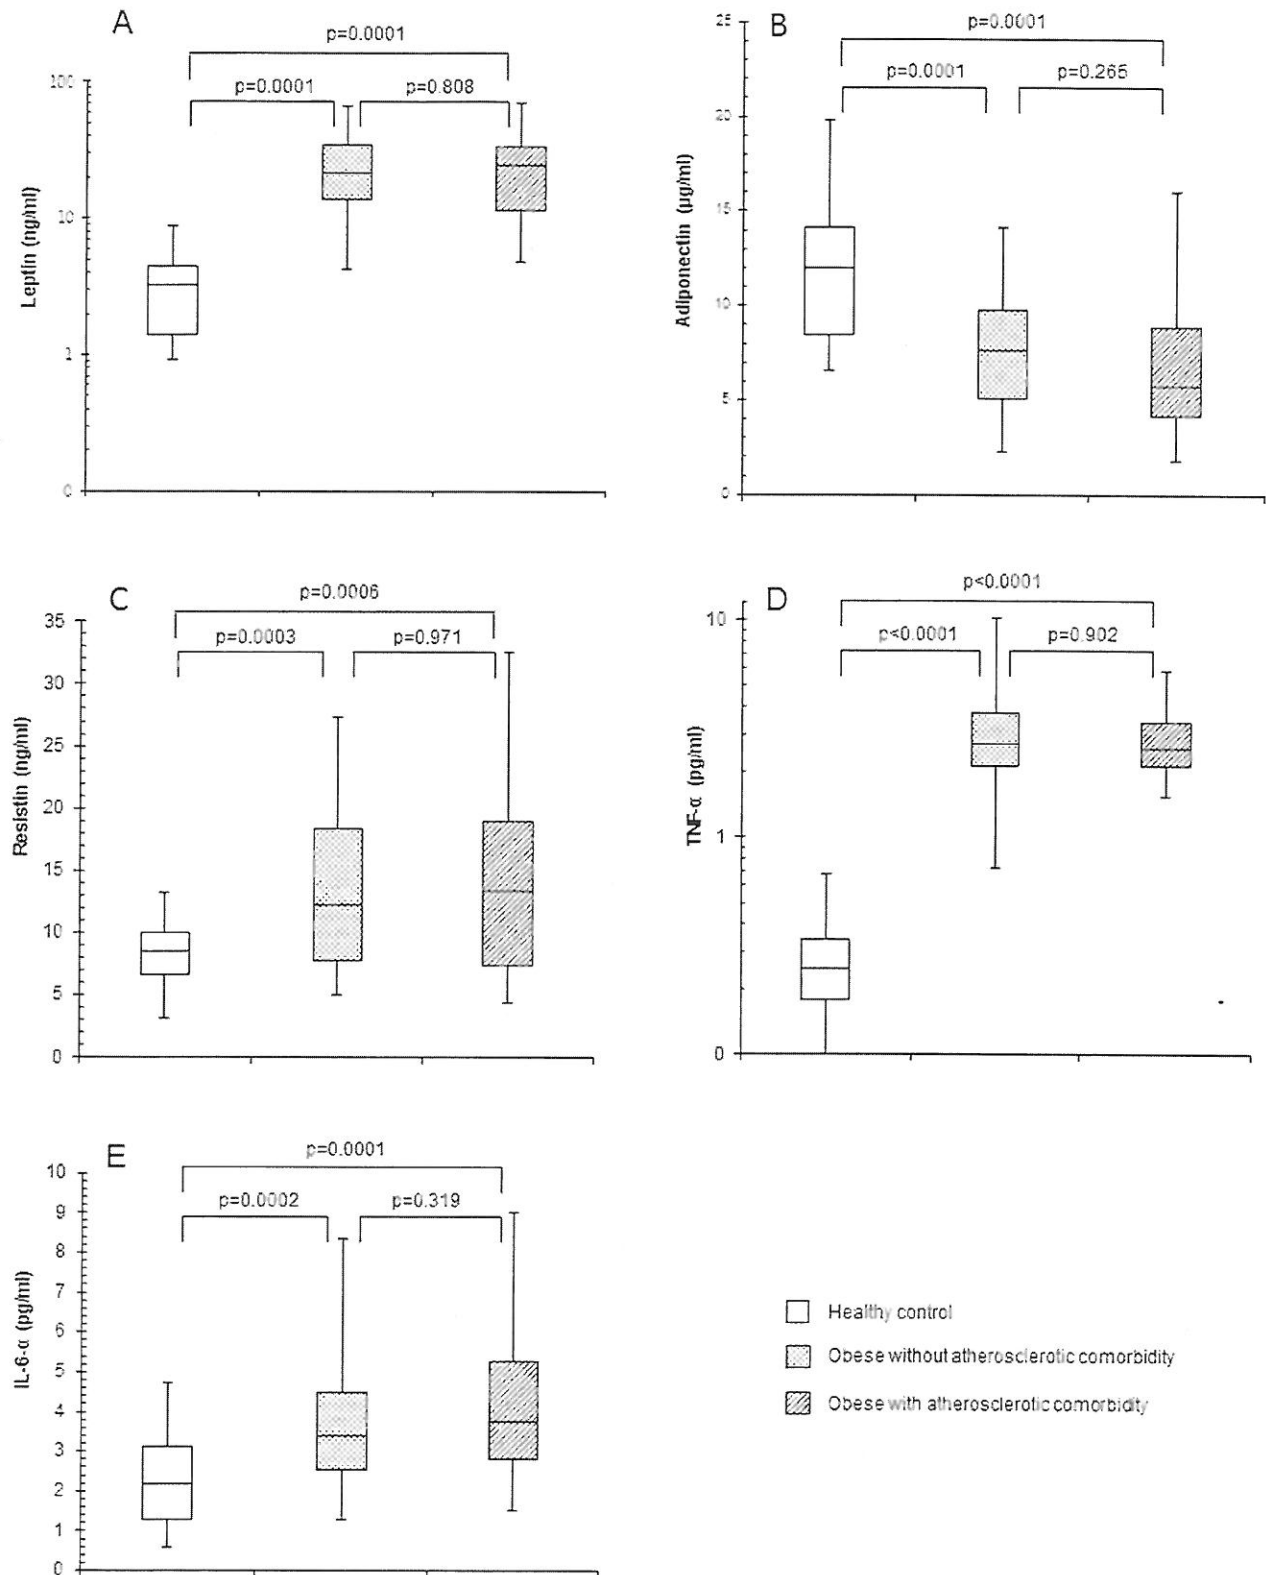 A
p=0.0001
p=0.0001
p=0.808
100
10
1
0
Leptin (ng/ml)
B
p=0.0001
p=0.0001
p=0.265
25
20
15
10
5
0
Adiponectin (µg/ml)
C
p=0.0006
p=0.0003
p=0.971
35
30
25
20
15
10
5
0
Resistin (ng/ml)
D
p<0.0001
p<0.0001
p=0.902
10
1
0
TNF-α (pg/ml)
E
p=0.0001
p=0.0002
p=0.319
10
9
8
7
6
5
4
3
2
1
0
IL-6-α (pg/ml)
Healthy control
Obese without atherosclerotic comorbidity
Obese with atherosclerotic comorbidity